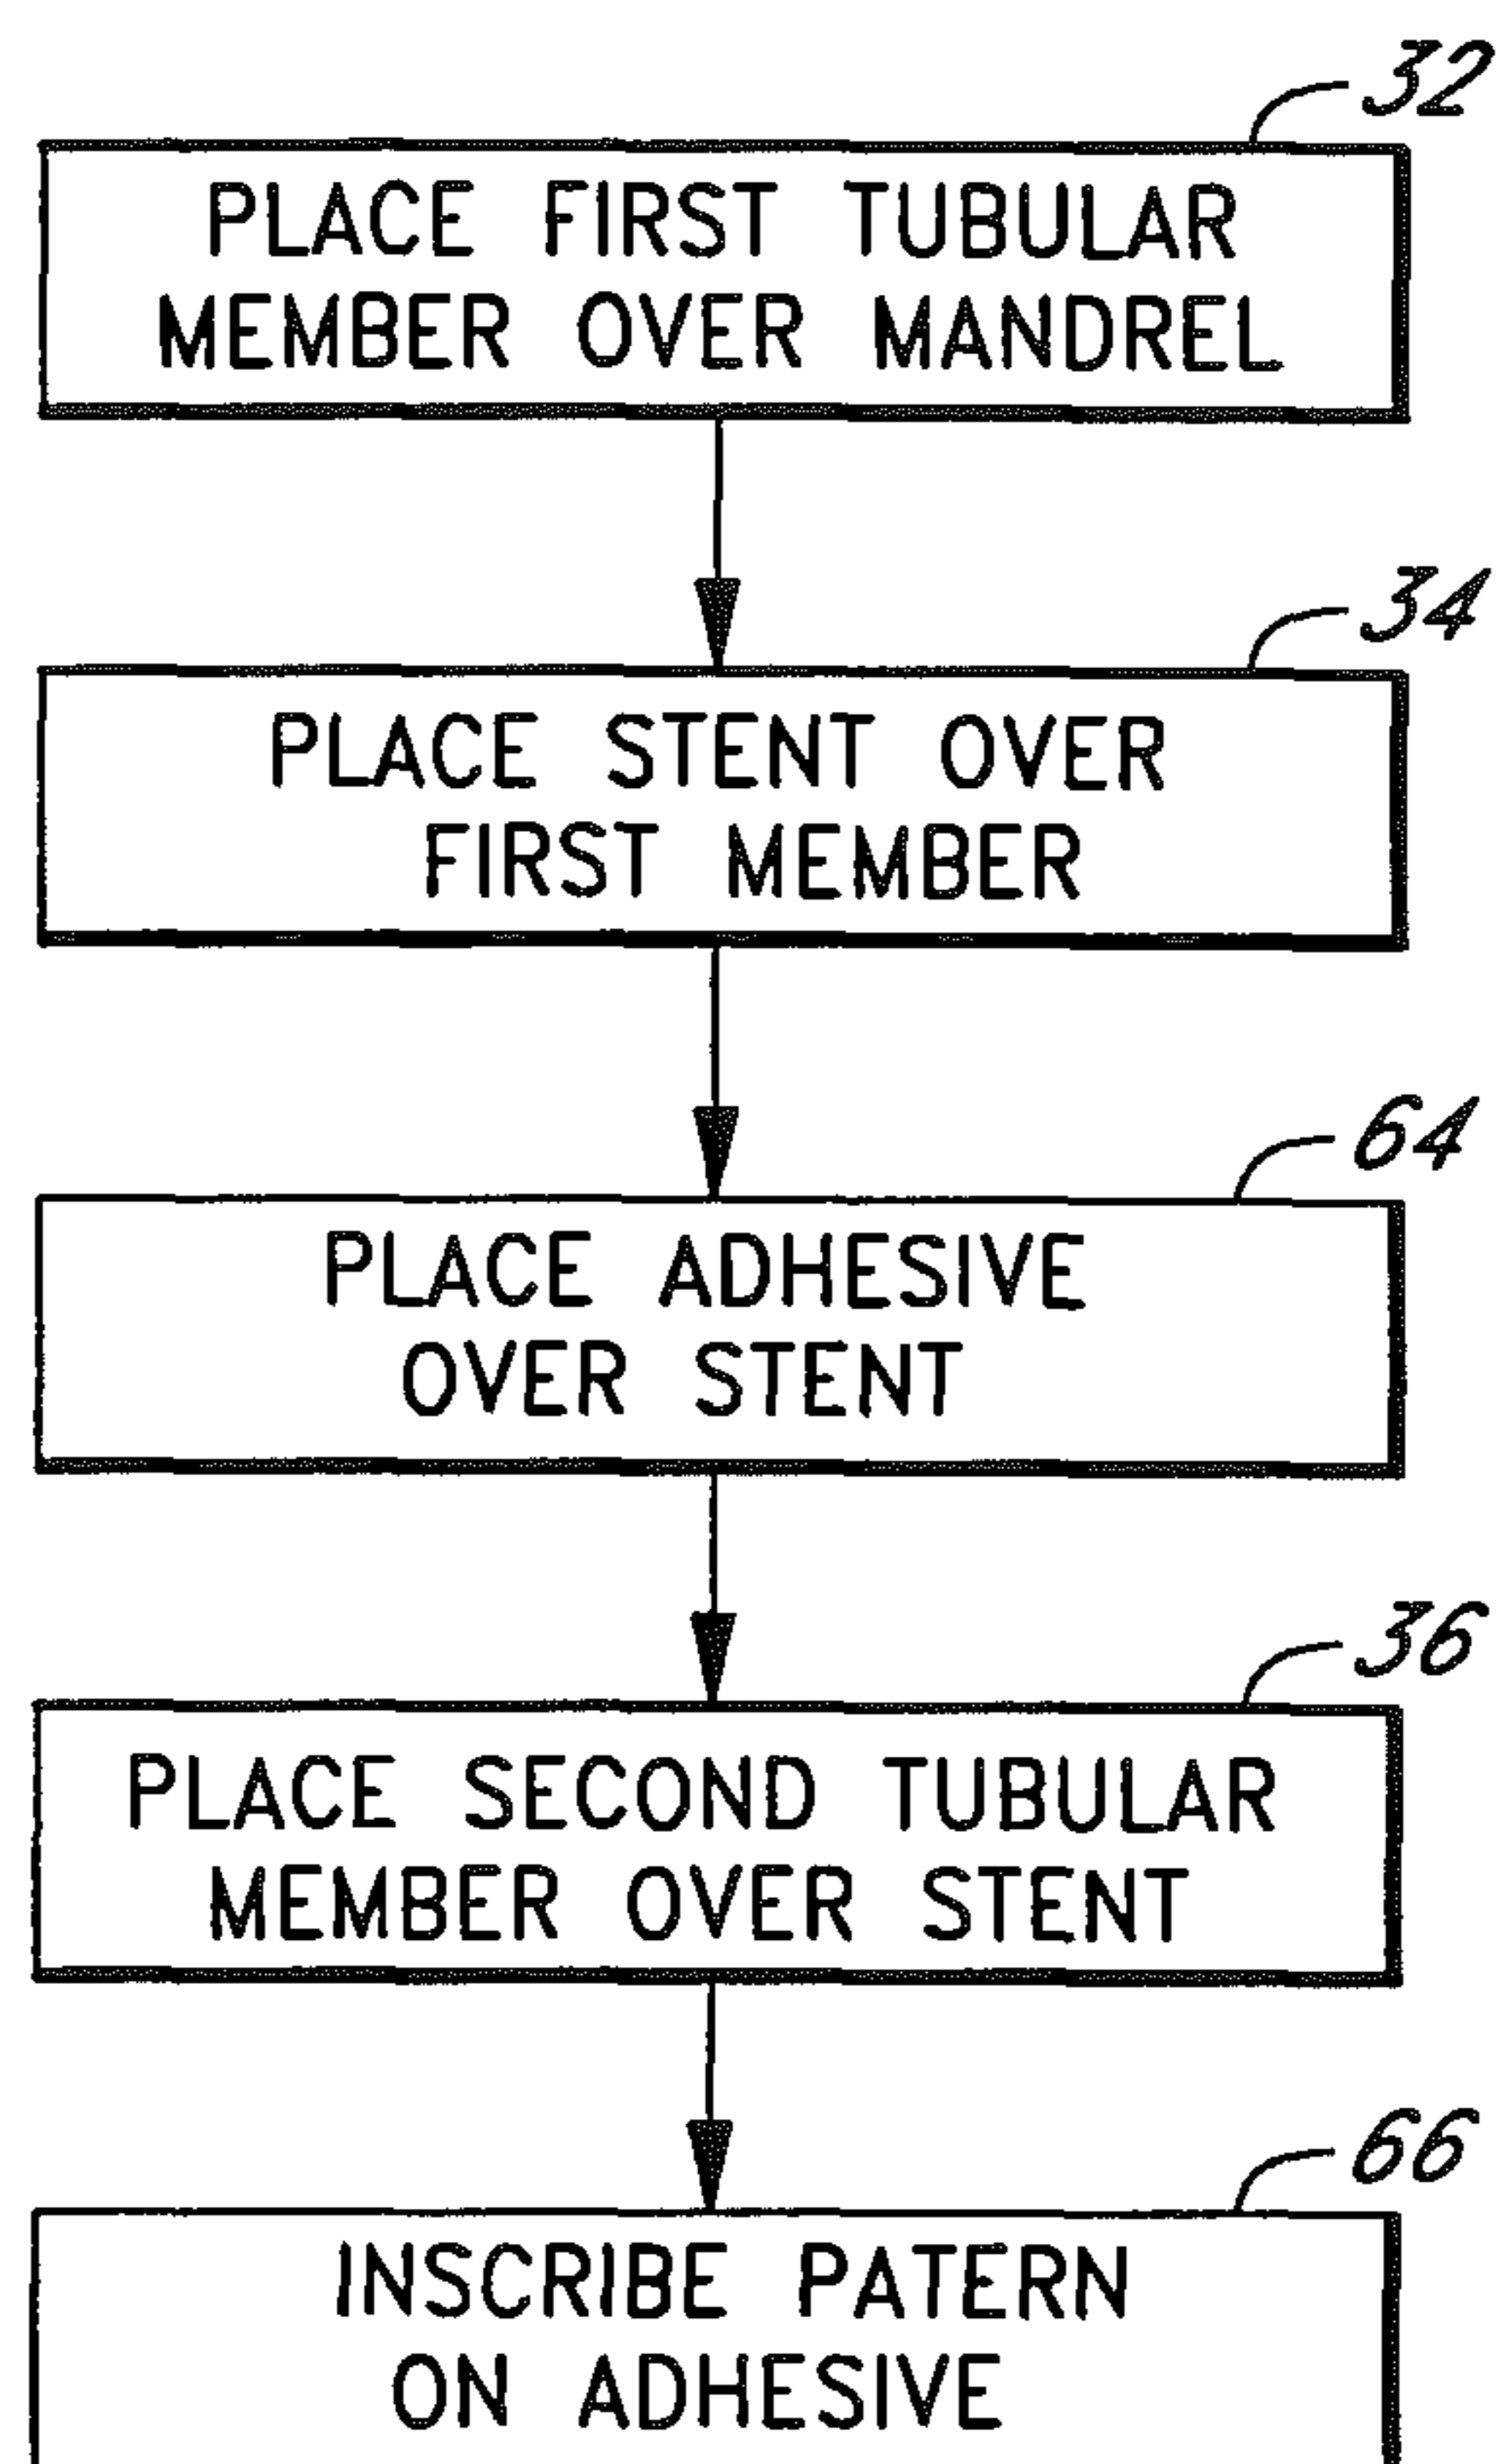 32
PLACE FIRST TUBULAR
MEMBER OVER MANDREL
34
PLACE STENT OVER
FIRST MEMBER
64
PLACE ADHESIVE
OVER STENT
36
PLACE SECOND TUBULAR
MEMBER OVER STENT
66
INSCRIBE PATERN
ON ADHESIVE